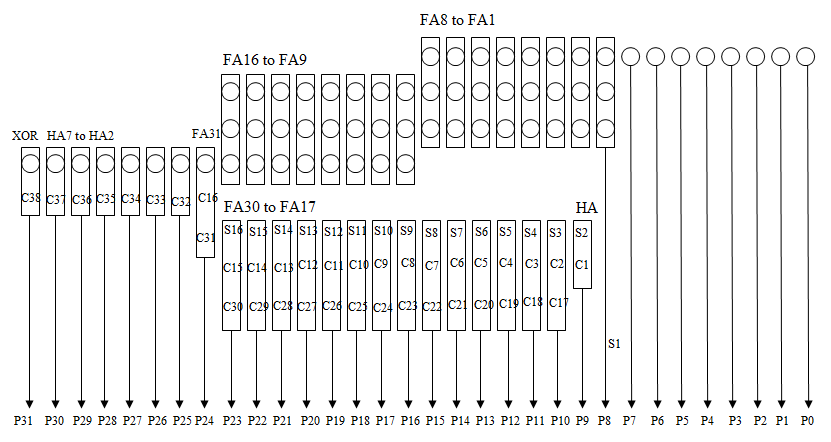 FA8 to FA1
FA16 to FA9
XOR HA7 to HA2 FA31
C38 C37 C36 C35 C34 C33 C32 C16
C31
FA30 to FA17 HA
S16 S15 S14 S13 S12 S11 S10 S9 S8 S7 S6 S5 S4 S3 S2
C15 C14 C13 C12 C11 C10 C9 C8 C7 C6 C5 C4 C3 C2 C1
C30 C29 C28 C27 C26 C25 C24 C23 C22 C21 C20 C19 C18 C17
S1
P31 P30 P29 P28 P27 P26 P25 P24 P23 P22 P21 P20 P19 P18 P17 P16 P15 P14 P13 P12 P11 P10 P9 P8 P7 P6 P5 P4 P3 P2 P1 P0